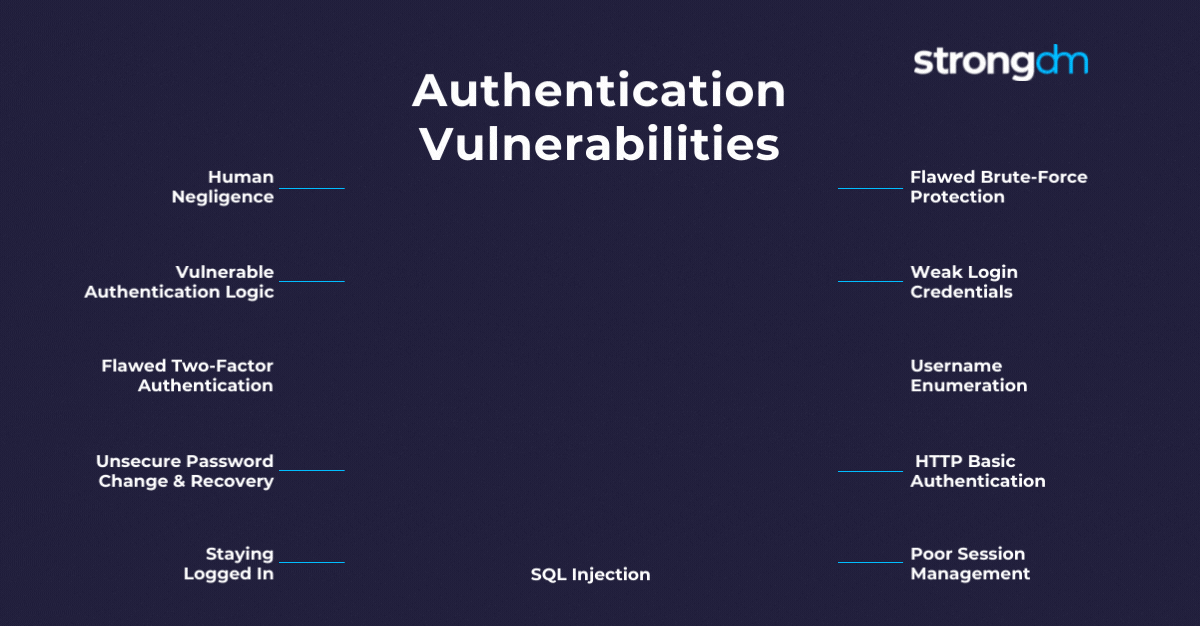 strongdm
Authentication
Vulnerabilities
Human
Negligence
Vulnerable
Authentication Logic
Flawed Two-Factor
Authentication
Unsecure Password
Change & Recovery
Staying
Logged In
SQL Injection
Flawed Brute-Force
Protection
Weak Login
Credentials
Username
Enumeration
HTTP Basic
Authentication
Poor Session
Management